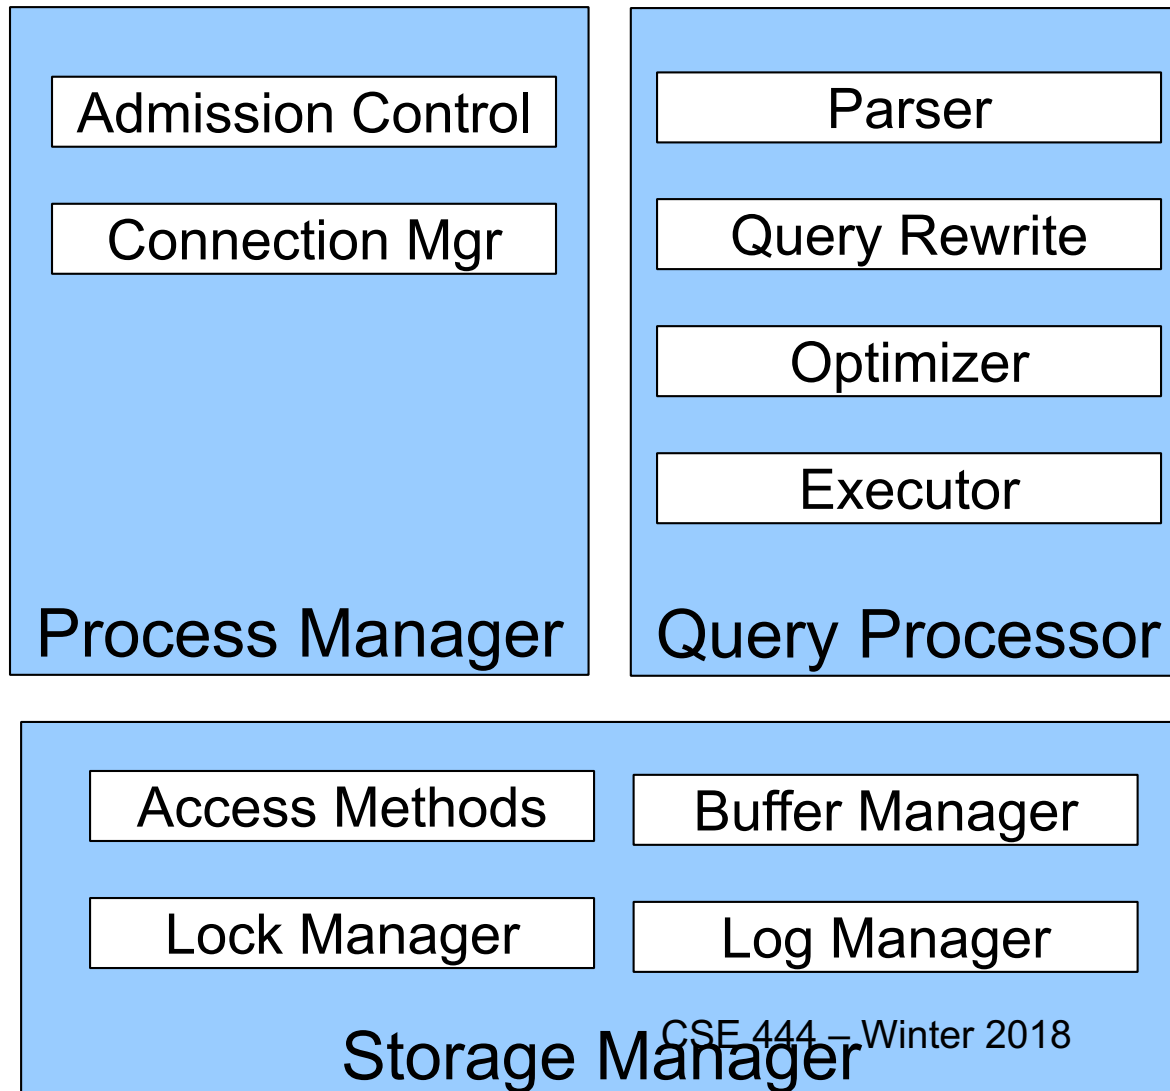 Admission Control
Connection Mgr
Process Manager
Parser
Query Rewrite
Optimizer
Executor
Query Processor
Access Methods
Buffer Manager
Lock Manager
Log Manager
Storage Manager
CSE 444 – Winter 2018